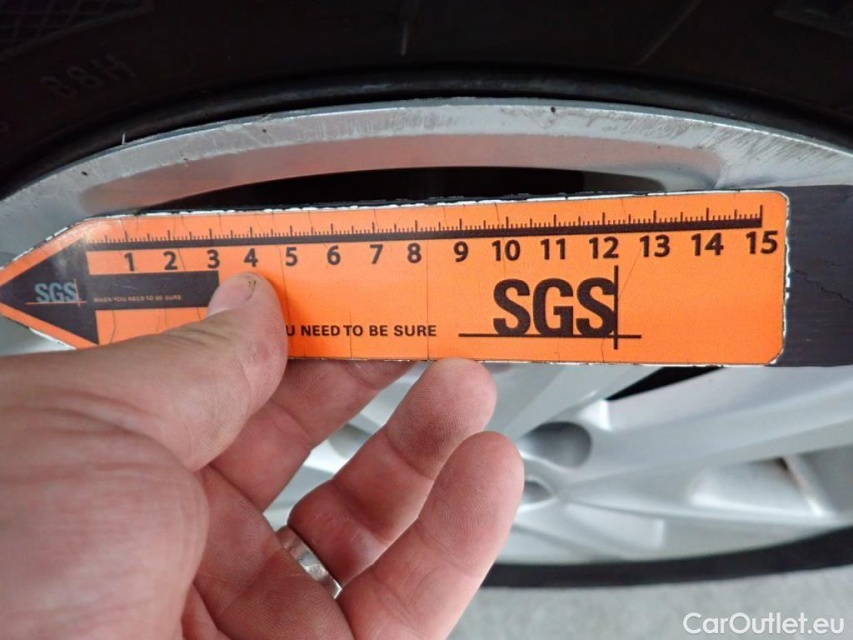 H88
1 2 3 4 5 6 7 8 9 10 11 12 13 14 15
SGS
WHEN YOU NEED TO BE SURE
U NEED TO BE SURE
SGS
CarOutlet.eu